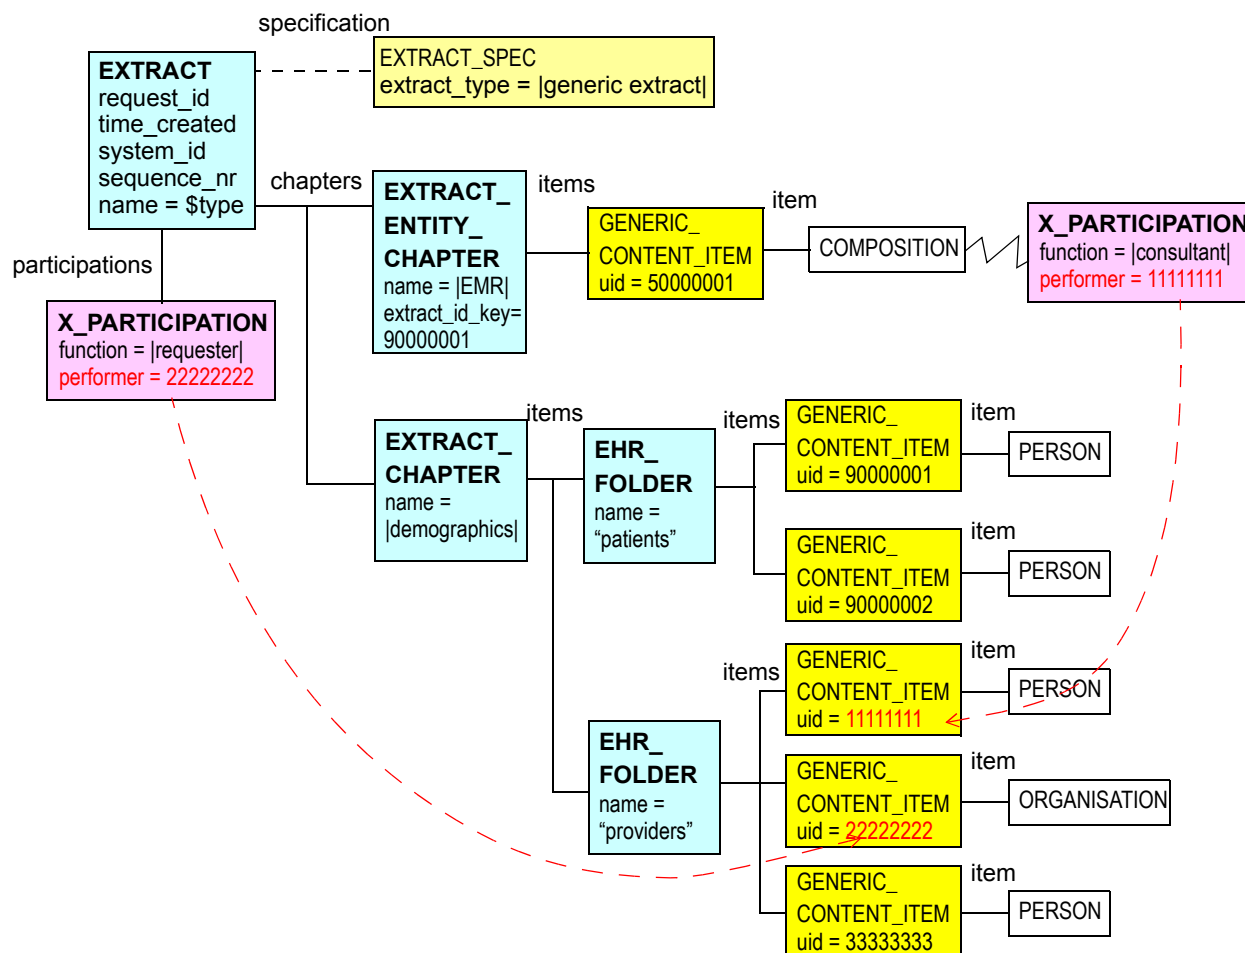 specification
EXTRACT
request_id
time_created
system_id
sequence_nr
name = $type
EXTRACT_SPEC
extract_type = |generic extract|
chapters
participations
X_PARTICIPATION
function = |requester|
performer = 22222222
EXTRACT_
ENTITY_
CHAPTER
name = |EMR|
extract_id_key=
90000001
items
GENERIC_
CONTENT_ITEM
uid = 50000001
item
COMPOSITION
X_PARTICIPATION
function = |consultant|
performer = 11111111
EXTRACT_
CHAPTER
name =
|demographics|
items
EHR_
FOLDER
name =
“patients”
items
GENERIC_
CONTENT_ITEM
uid = 90000001
item
PERSON
GENERIC_
CONTENT_ITEM
uid = 90000002
item
PERSON
EHR_
FOLDER
name =
“providers”
items
GENERIC_
CONTENT_ITEM
uid = 11111111
item
PERSON
GENERIC_
CONTENT_ITEM
uid = 22222222
item
ORGANISATION
GENERIC_
CONTENT_ITEM
uid = 33333333
item
PERSON